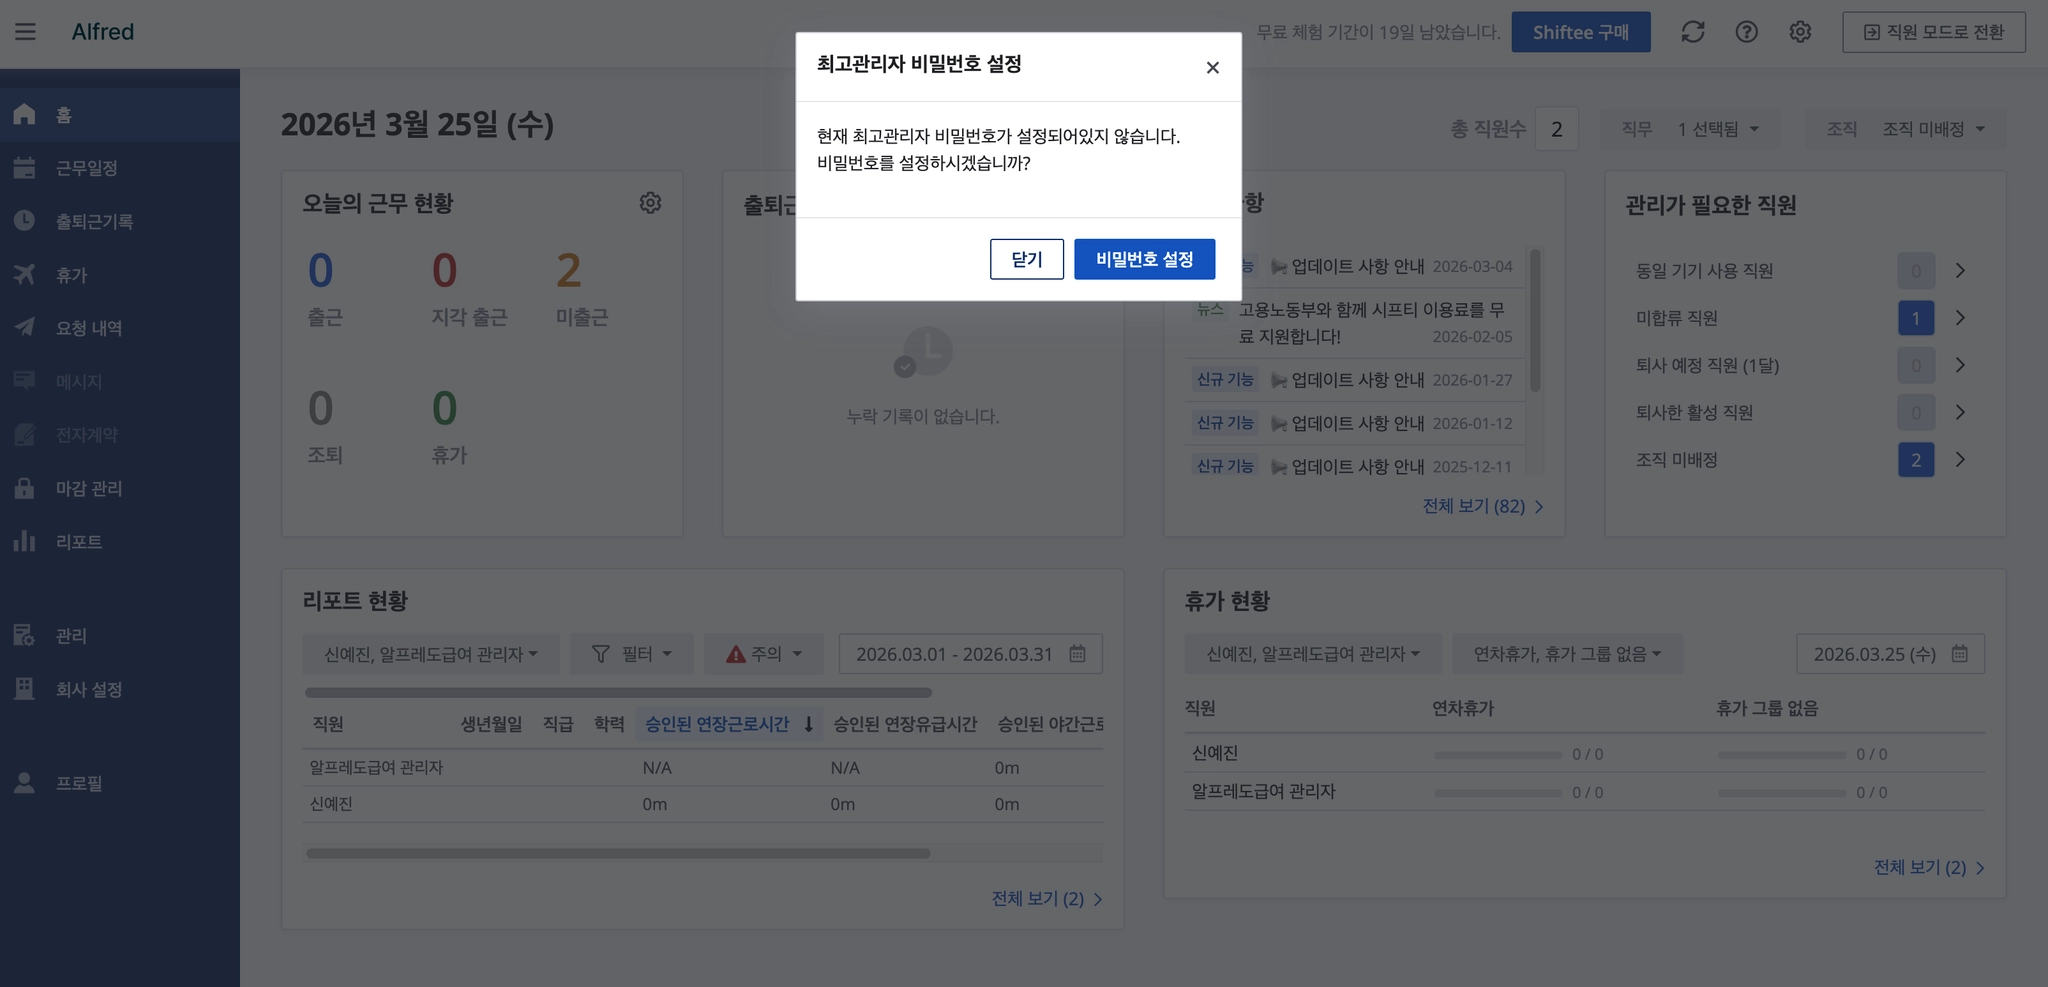 Alfred
무료 체험 기간이 19일 남았습니다.
Shiftee 구매
직원 모드로 전환
최고관리자 비밀번호 설정
현재 최고관리자 비밀번호가 설정되어있지 않습니다.
비밀번호를 설정하시겠습니까?
닫기
비밀번호 설정
홈
근무일정
출퇴근기록
휴가
요청 내역
메시지
전자계약
마감 관리
리포트
관리
회사 설정
프로필
2026년 3월 25일 (수)
총 직원수 2
직무 1 선택됨
조직 조직 미배정
오늘의 근무 현황
0 0 2
출근 지각 출근 미출근
0 0
조퇴 휴가
출퇴근
누락 기록이 없습니다.
항
능 업데이트 사항 안내 2026-03-04
뉴스 고용노동부와 함께 시프티 이용료를 무
료 지원합니다! 2026-02-05
신규 기능 업데이트 사항 안내 2026-01-27
신규 기능 업데이트 사항 안내 2026-01-12
신규 기능 업데이트 사항 안내 2025-12-11
전체 보기 (82)
관리가 필요한 직원
동일 기기 사용 직원 0
미합류 직원 1
퇴사 예정 직원 (1달) 0
퇴사한 활성 직원 0
조직 미배정 2
리포트 현황
신예진, 알프레도급여 관리자
필터
주의
2026.03.01 - 2026.03.31
직원 생년월일 직급 학력 승인된 연장근로시간 승인된 연장유급시간 승인된 야간근로
알프레도급여 관리자 N/A N/A 0m
신예진 0m 0m 0m
전체 보기 (2)
휴가 현황
신예진, 알프레도급여 관리자
연차휴가, 휴가 그룹 없음
2026.03.25 (수)
직원 연차휴가 휴가 그룹 없음
신예진 0 / 0 0 / 0
알프레도급여 관리자 0 / 0 0 / 0
전체 보기 (2)